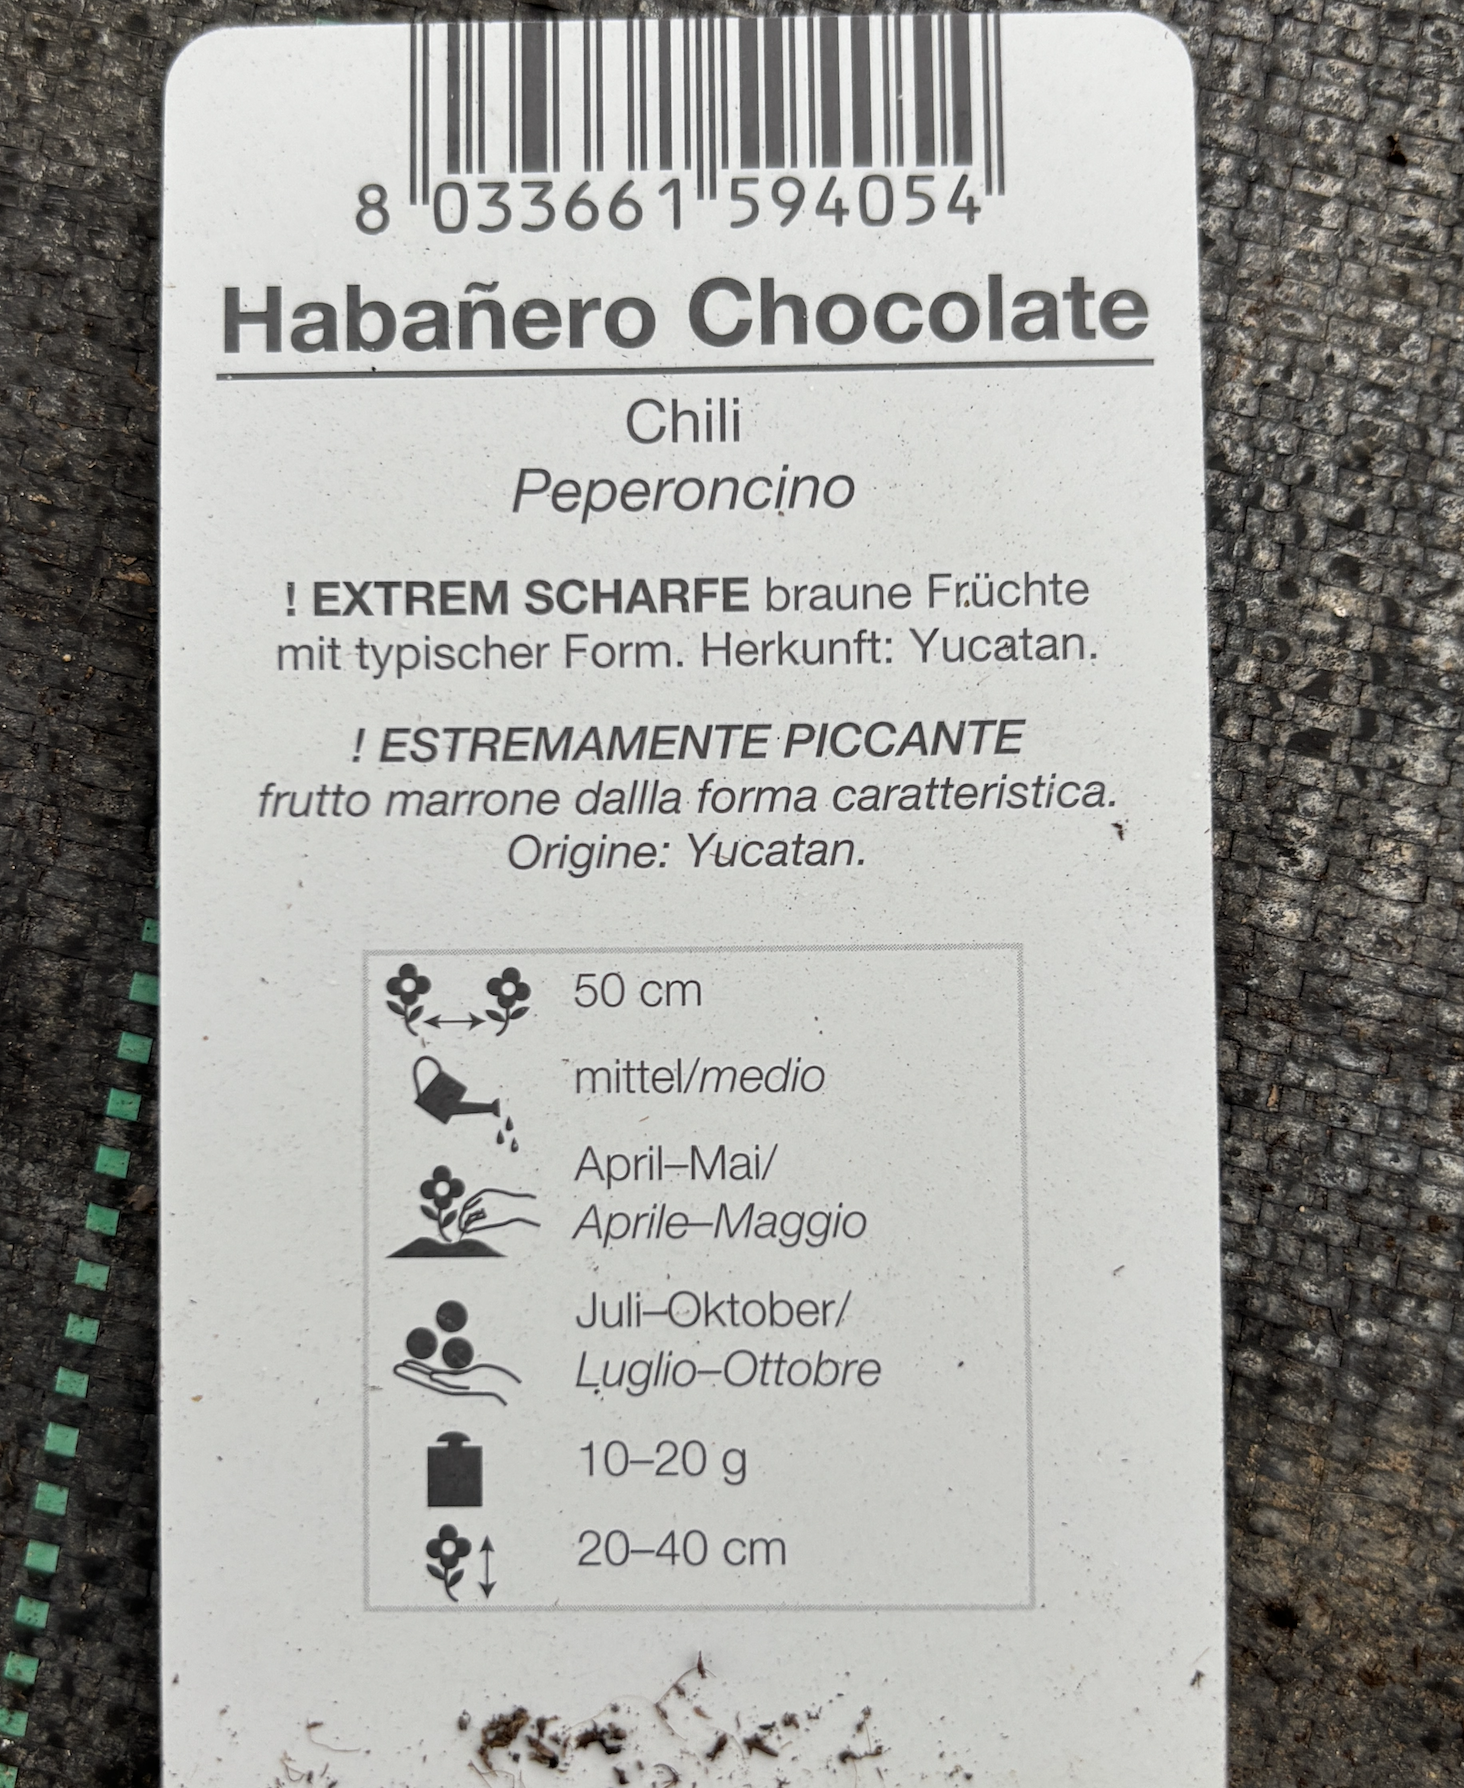 8 033661 594054
Habañero Chocolate
Chili
Peperoncino
! EXTREM SCHARFE braune Früchte
mit typischer Form. Herkunft: Yucatan.
! ESTREMAMENTE PICCANTE
frutto marrone dallla forma caratteristica.
Origine: Yucatan.
50 cm
mittel/medio
April–Mai/
Aprile–Maggio
Juli–Oktober/
Luglio–Ottobre
10–20 g
20–40 cm